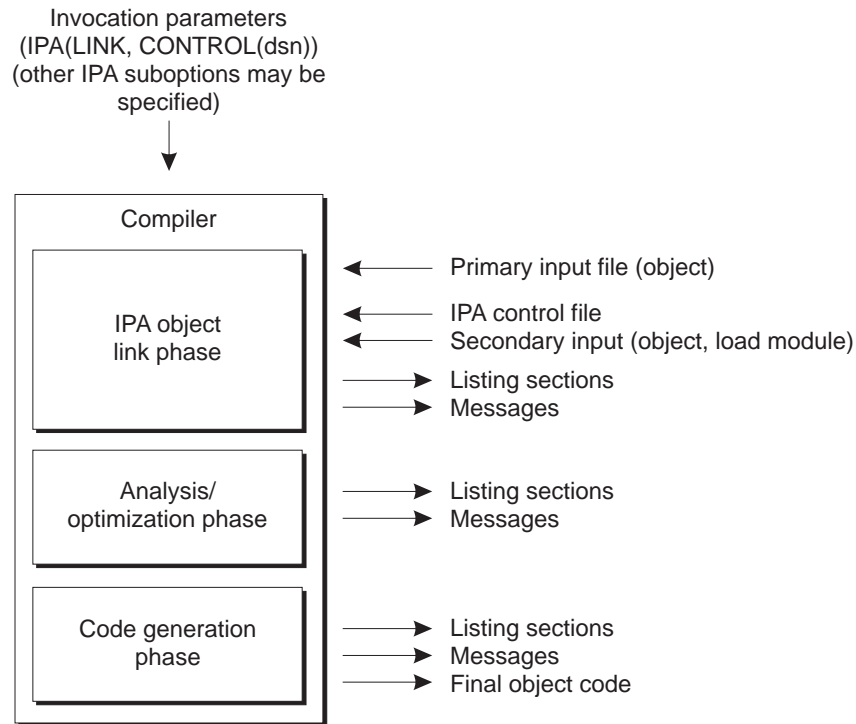 Invocation parameters
(IPA(LINK, CONTROL(dsn))
(other IPA suboptions may be
specified)
Compiler
IPA object
link phase
Primary input file (object)
IPA control file
Secondary input (object, load module)
Listing sections
Messages
Analysis/
optimization phase
Listing sections
Messages
Code generation
phase
Listing sections
Messages
Final object code